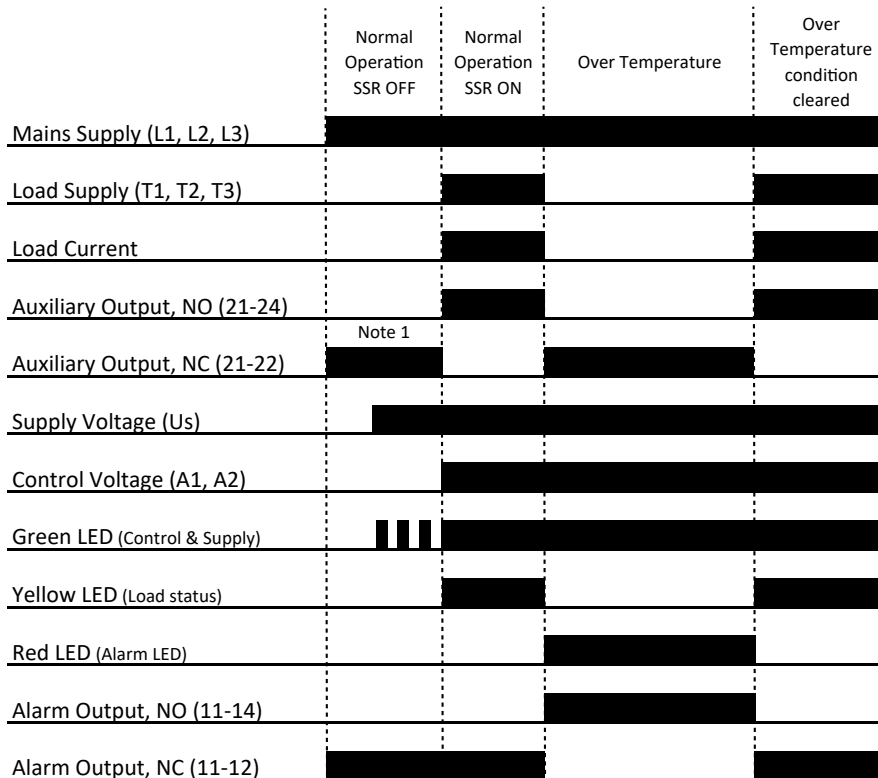 Normal
Operation
SSR OFF
Normal
Operation
SSR ON
Over Temperature
Over
Temperature
condition
cleared
Mains Supply (L1, L2, L3)
Load Supply (T1, T2, T3)
Load Current
Auxiliary Output, NO (21-24)
Note 1
Auxiliary Output, NC (21-22)
Supply Voltage (Us)
Control Voltage (A1, A2)
Green LED (Control & Supply)
Yellow LED (Load status)
Red LED (Alarm LED)
Alarm Output, NO (11-14)
Alarm Output, NC (11-12)